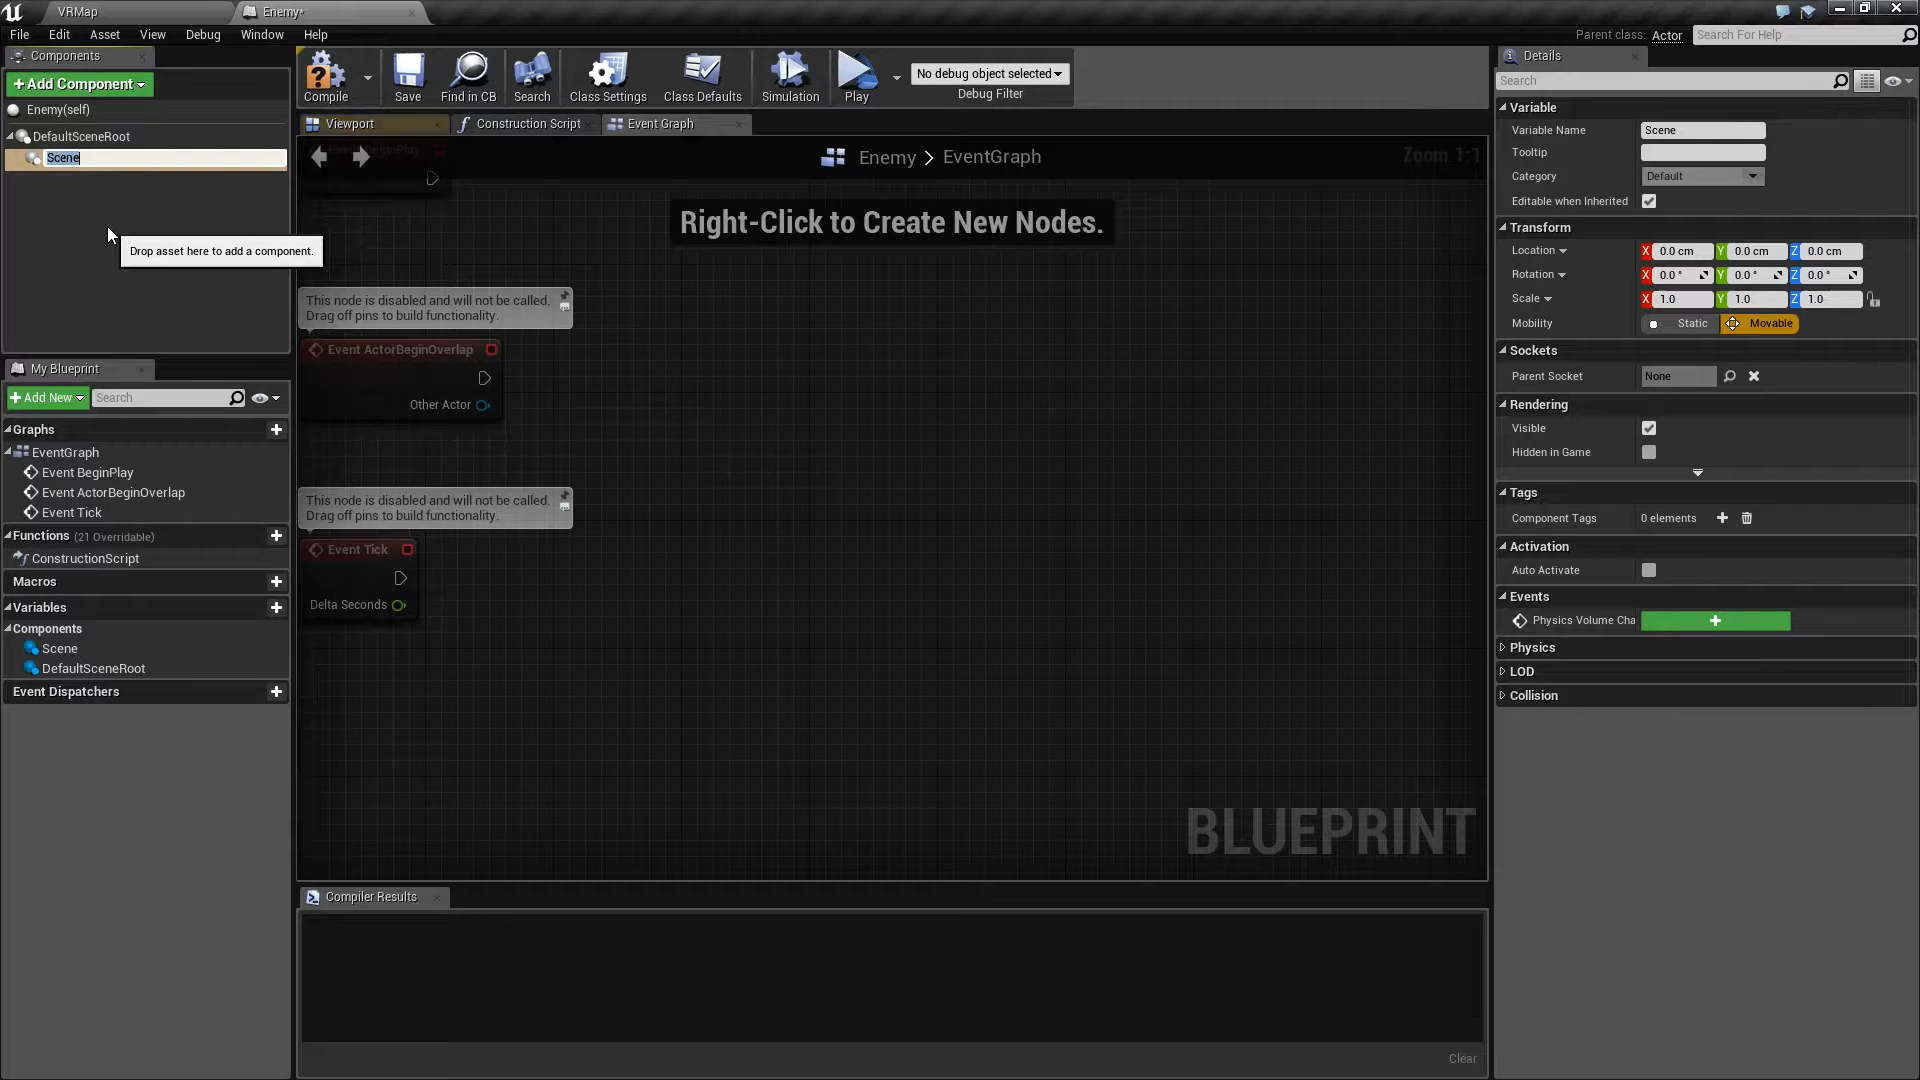 VRMap
Enemy*
File Edit Asset View Debug Window Help
Parent class: Actor
Search For Help
Components
+Add Component
Enemy(self)
DefaultSceneRoot
Scene
Drop asset here to add a component.
My Blueprint
+Add New
Search
Graphs
EventGraph
Event BeginPlay
Event ActorBeginOverlap
Event Tick
Functions (21 Overridable)
ConstructionScript
Macros
Variables
Components
Scene
DefaultSceneRoot
Event Dispatchers
Compile
Save
Find in CB
Search
Class Settings
Class Defaults
Simulation
Play
No debug object selected
Debug Filter
Viewport
Construction Script
Event Graph
Event BeginPlay
Enemy > EventGraph
Zoom 1:1
Right-Click to Create New Nodes.
This node is disabled and will not be called.
Drag off pins to build functionality.
Event ActorBeginOverlap
Other Actor
This node is disabled and will not be called.
Drag off pins to build functionality.
Event Tick
Delta Seconds
BLUEPRINT
Compiler Results
Clear
Details
Search
Variable
Variable Name Scene
Tooltip
Category Default
Editable when Inherited
Transform
Location X 0.0 cm Y 0.0 cm Z 0.0 cm
Rotation X 0.0 ° Y 0.0 ° Z 0.0 °
Scale X 1.0 Y 1.0 Z 1.0
Mobility Static Movable
Sockets
Parent Socket None
Rendering
Visible
Hidden in Game
Tags
Component Tags 0 elements
Activation
Auto Activate
Events
Physics Volume Cha
Physics
LOD
Collision